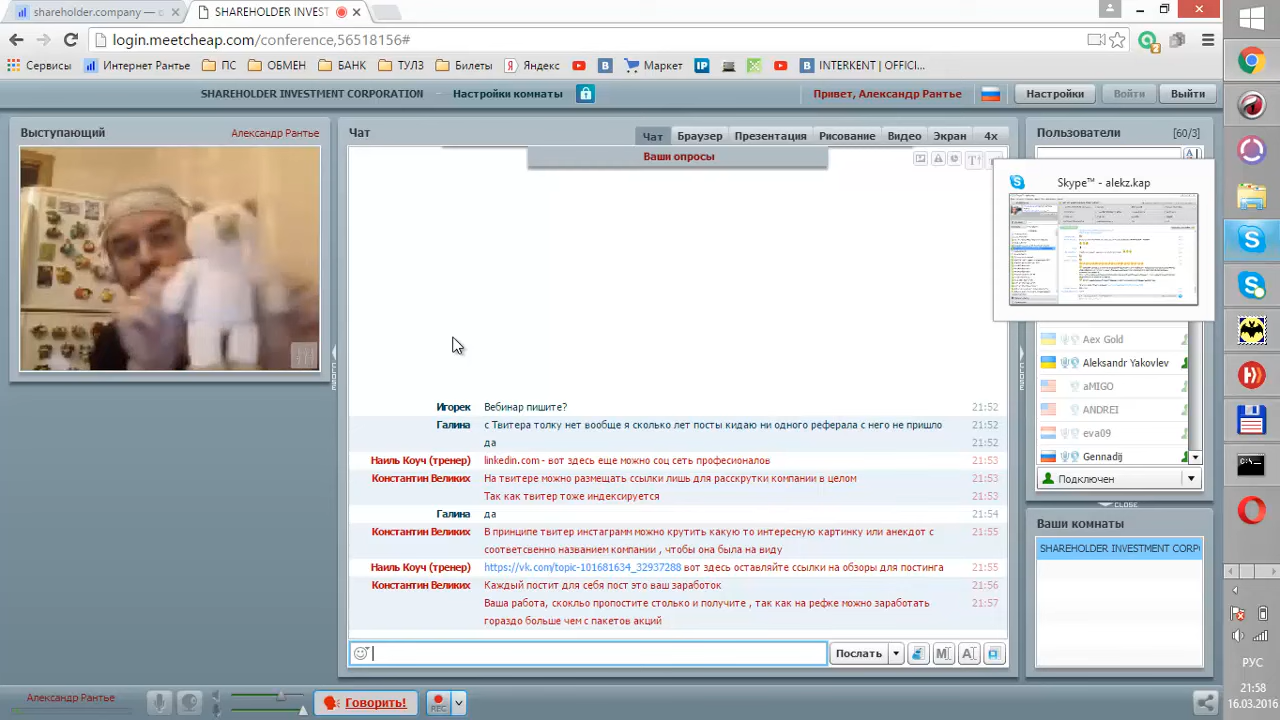 shareholder.company —
SHAREHOLDER INVEST
login.meetcheap.com/conference,56518156#
Сервисы
Интернет Рантье
ПС
ОБМЕН
БАНК
ТУЛЗ
Билеты
Яндекс
Маркет
INTERKENT | OFFICI...
SHAREHOLDER INVESTMENT CORPORATION
Настройки комнаты
Привет, Александр Рантье
Настройки
Войти
Выйти
Выступающий
Александр Рантье
Чат
Чат
Браузер
Презентация
Рисование
Видео
Экран
4x
Ваши опросы
Пользователи
[60/3]
Skype™ - alekz.kap
Aex Gold
Aleksandr Yakovlev
aMIGO
ANDREI
eva09
Gennadij
Подключен
CLOSE
Ваши комнаты
SHAREHOLDER INVESTMENT CORP
Игорек Вебинар пишите? 21:52
Галина с Твитера толку нет вообще я сколько лет посты кидаю ни одного реферала с него не пришло 21:52
да 21:52
Наиль Коуч (тренер) linkedin.com - вот здесь еще можно соц сеть професионалов 21:53
Константин Великих На твитере можно размещать ссылки лишь для расскрутки компании в целом 21:53
Так как твитер тоже индексируется 21:53
Галина да 21:54
Константин Великих В принципе твитер инстаграмм можно крутить какую то интересную картинку или анекдот с 21:55
соответсвенно названием компании , чтобы она была на виду
Наиль Коуч (тренер) https://vk.com/topic-101681634_32937288 вот здесь оставляйте ссылки на обзоры для постинга 21:55
Константин Великих Каждый постит для себя пост это ваш заработок 21:56
Ваша работа, скокльо пропостите столько и получите , так как на рефке можно заработать 21:57
гораздо больше чем с пакетов акций
Послать
Александр Рантье
Говорить!
REC
РУС
21:58
16.03.2016